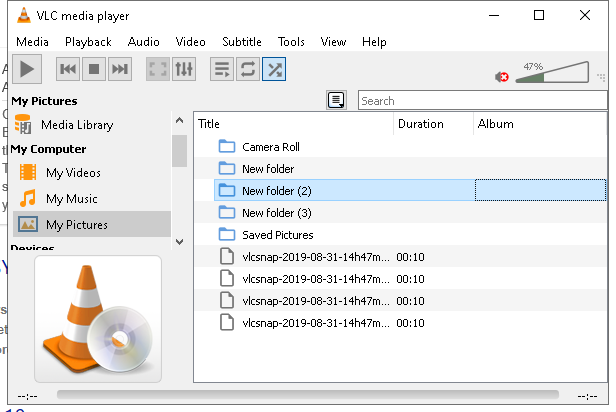 VLC media player
Media Playback Audio Video Subtitle Tools View Help
47%
My Pictures
Search
Media Library
My Computer
My Videos
My Music
My Pictures
Devices
Title Duration Album
Camera Roll
New folder
New folder (2)
New folder (3)
Saved Pictures
vlcsnap-2019-08-31-14h47m... 00:10
vlcsnap-2019-08-31-14h47m... 00:10
vlcsnap-2019-08-31-14h47m... 00:10
vlcsnap-2019-08-31-14h47m... 00:10
--:-- --:--